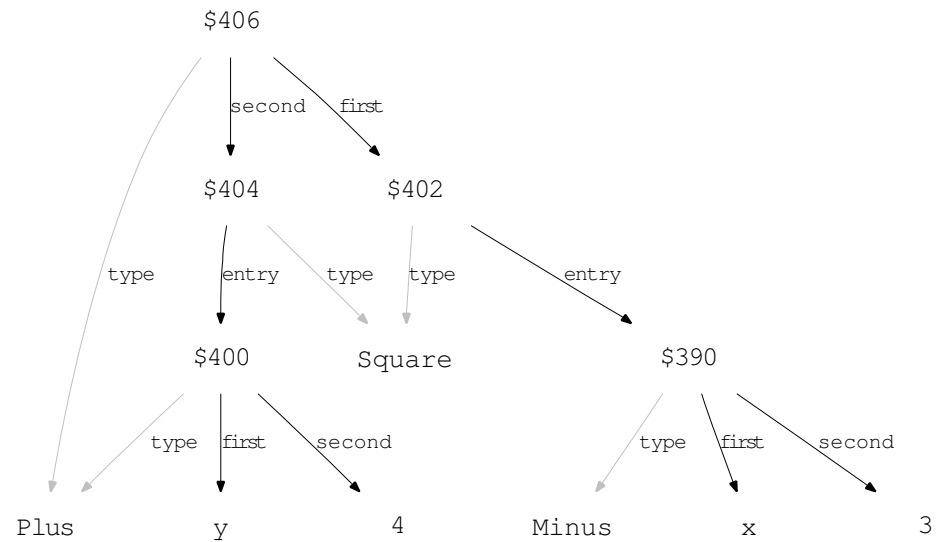 $406
second first
$404 $402
type entry type type entry
$400 Square $390
type first second type first second
Plus y 4 Minus x 3